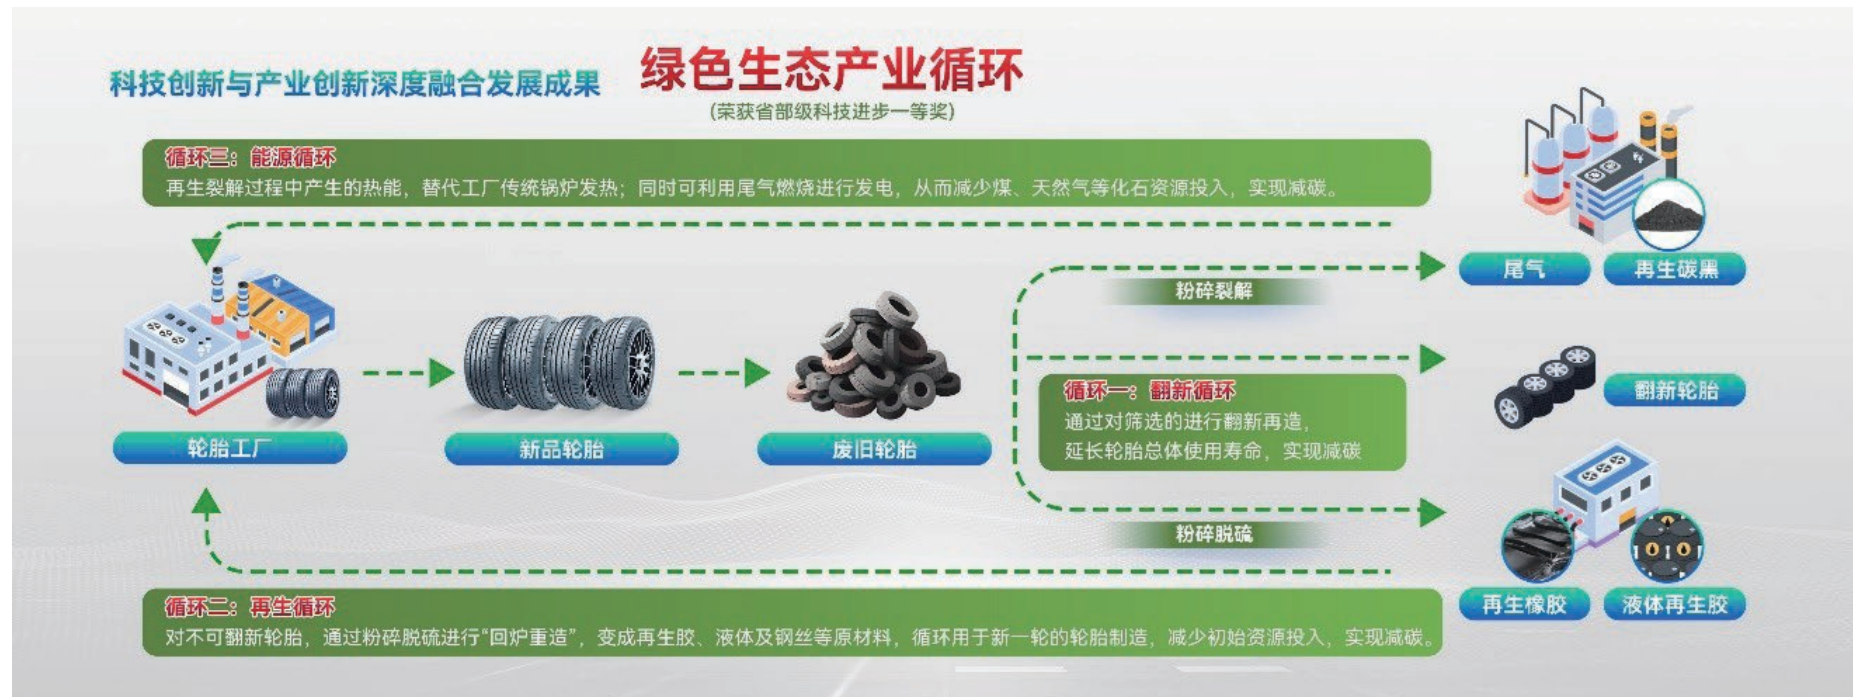 科技创新与产业创新深度融合发展成果
绿色生态产业循环
(荣获省部级科技进步一等奖)
循环三：能源循环
再生裂解过程中产生的热能，替代工厂传统锅炉发热；同时可利用尾气燃烧进行发电，从而减少煤、天然气等化石资源投入，实现减碳。
尾气
再生碳黑
粉碎裂解
循环一：翻新循环
通过对筛选的进行翻新再造，
延长轮胎总体使用寿命，实现减碳
翻新轮胎
轮胎工厂
新品轮胎
废旧轮胎
粉碎脱硫
再生橡胶
液体再生胶
循环二：再生循环
对不可翻新轮胎，通过粉碎脱硫进行“回炉重造”，变成再生胶、液体及钢丝等原材料，循环用于新一轮的轮胎制造，减少初始资源投入，实现减碳。